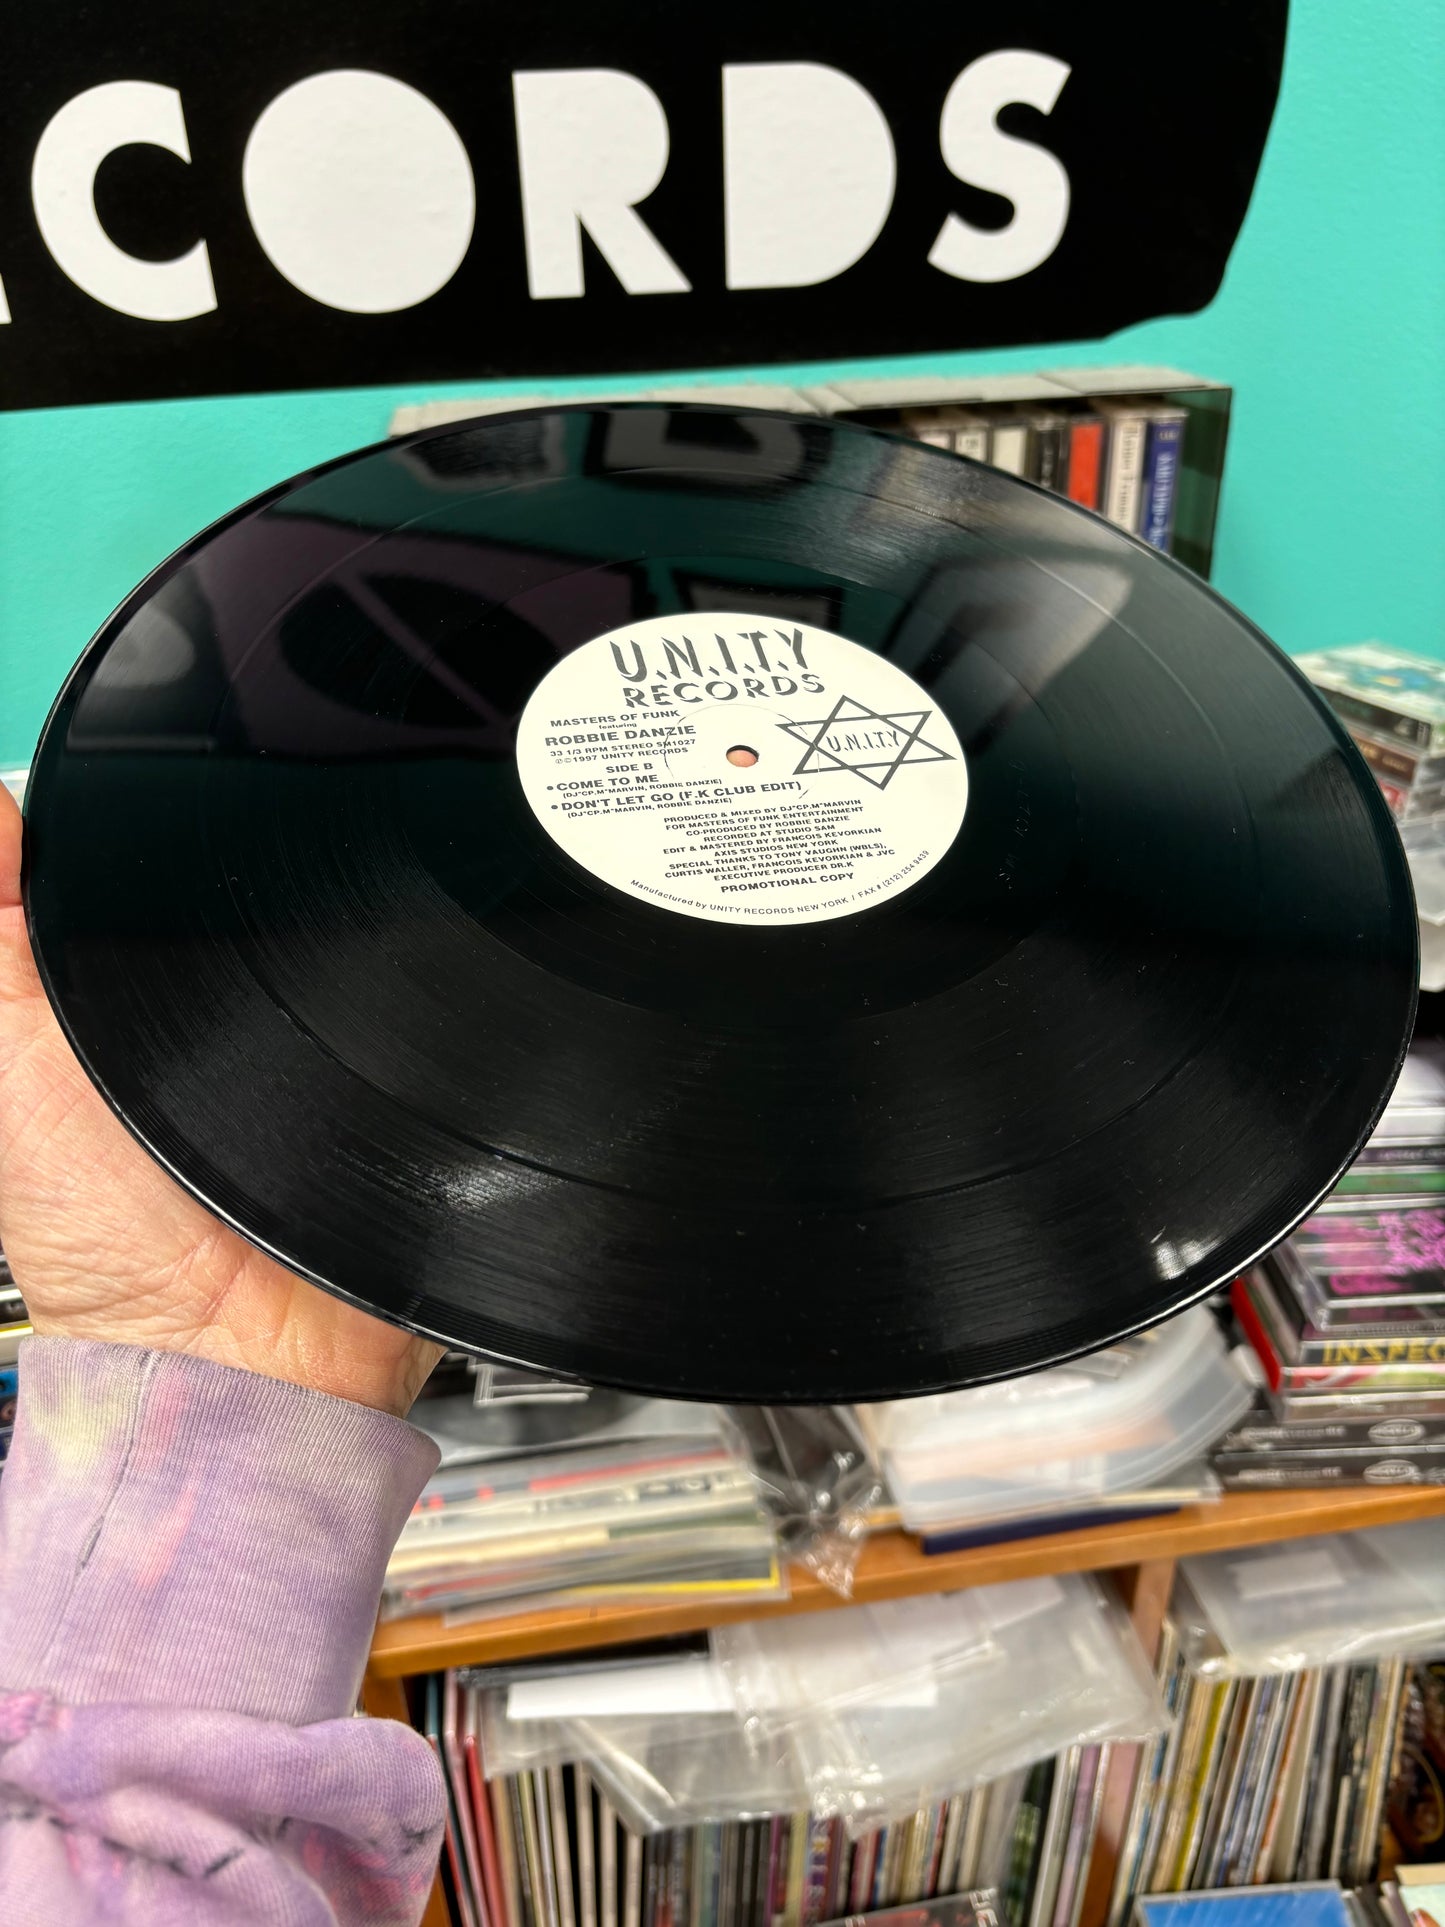 CORDS
U.N.I.T.Y
RECORDS
MASTERS OF FUNK
featuring
ROBBIE DANZIE
33 1/3 RPM STEREO SM1027
℗©1997 UNITY RECORDS
SIDE B
• COME TO ME
(DJ"CP.M"MARVIN, ROBBIE DANZIE)
• DON'T LET GO (F.K CLUB EDIT)
(DJ"CP.M"MARVIN, ROBBIE DANZIE)
U.N.I.T.Y
PRODUCED & MIXED BY DJ"CP.M"MARVIN
FOR MASTERS OF FUNK ENTERTAINMENT
CO-PRODUCED BY ROBBIE DANZIE
RECORDED AT STUDIO SAM
EDIT & MASTERED BY FRANCOIS KEVORKIAN
AXIS STUDIOS NEW YORK
SPECIAL THANKS TO TONY VAUGHN (WBLS),
CURTIS WALLER, FRANCOIS KEVORKIAN & JVC
EXECUTIVE PRODUCER DR.K
PROMOTIONAL COPY
Manufactured by UNITY RECORDS NEW YORK / FAX # (212) 254 9439
INSPEC